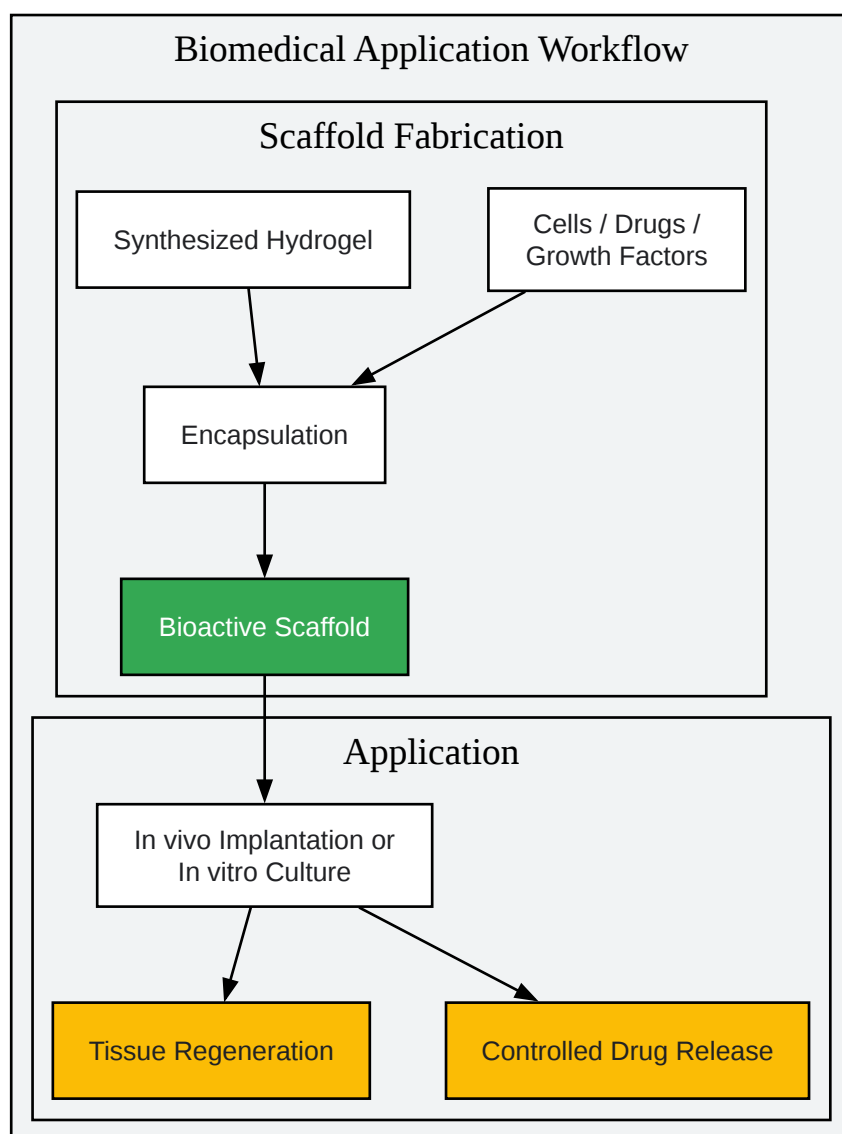 Biomedical Application Workflow
Scaffold Fabrication
Synthesized Hydrogel
Cells / Drugs /
Growth Factors
Encapsulation
Bioactive Scaffold
Application
In vivo Implantation or
In vitro Culture
Tissue Regeneration
Controlled Drug Release